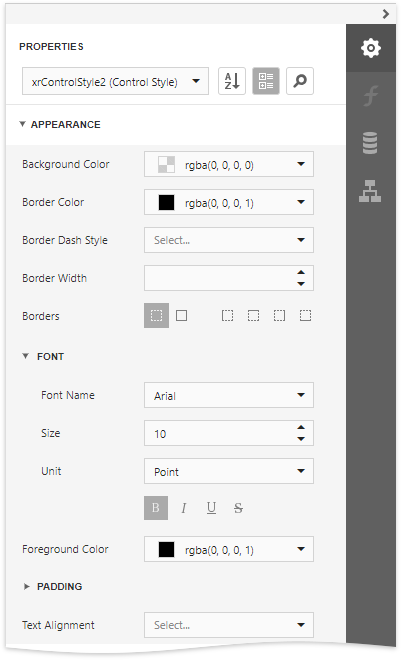 PROPERTIES
xrControlStyle2 (Control Style)
A
Z
APPEARANCE
Background Color rgba(0, 0, 0, 0)
Border Color rgba(0, 0, 0, 1)
Border Dash Style Select...
Border Width
Borders
FONT
Font Name Arial
Size 10
Unit Point
B I U S
Foreground Color rgba(0, 0, 0, 1)
PADDING
Text Alignment Select...